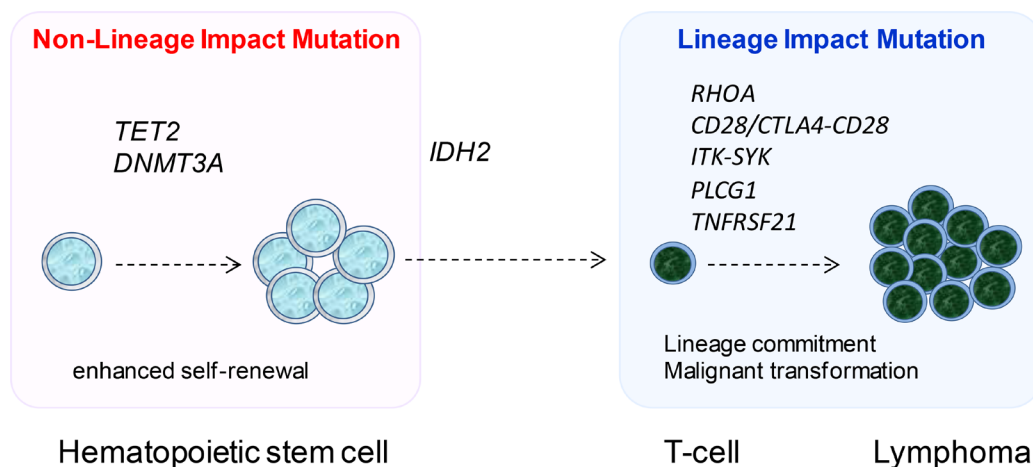 Non-Lineage Impact Mutation
TET2
DNMT3A
enhanced self-renewal
Hematopoietic stem cell
IDH2
Lineage Impact Mutation
RHOA
CD28/CTLA4-CD28
ITK-SYK
PLCG1
TNFRSF21
Lineage commitment
Malignant transformation
T-cell
Lymphoma